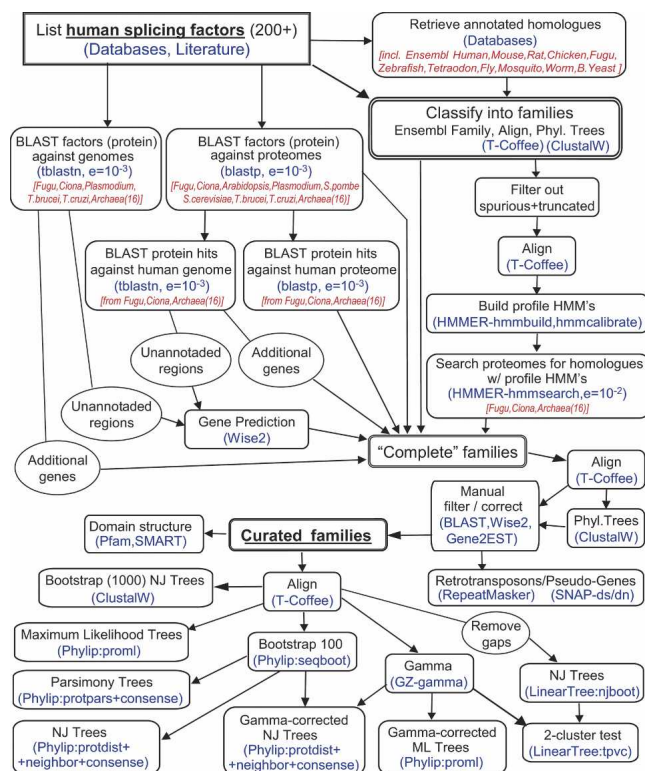 List human splicing factors (200+)
(Databases, Literature)
Retrieve annotated homologues
(Databases)
[incl. Ensembl Human,Mouse,Rat,Chicken,Fugu,
Zebrafish,Tetraodon,Fly,Mosquito,Worm,B.Yeast ]
Classify into families
Ensembl Family, Align, Phyl. Trees
(T-Coffee) (ClustalW)
BLAST factors (protein)
against genomes
(tblastn, e=10-3)
[Fugu,Ciona,Plasmodium,
T.brucei,T.cruzi,Archaea(16)]
BLAST factors (protein)
against proteomes
(blastp, e=10-3)
[Fugu,Ciona,Arabidopsis,Plasmodium,S.pombe
S.cerevisiae,T.brucei,T.cruzi,Archaea(16)]
Filter out
spurious+truncated
Align
(T-Coffee)
BLAST protein hits
against human genome
(tblastn, e=10-3)
[from Fugu,Ciona,Archaea(16)]
BLAST protein hits
against human proteome
(blastp, e=10-3)
[from Fugu,Ciona,Archaea(16)]
Build profile HMM's
(HMMER-hmmbuild,hmmcalibrate)
Search proteomes for homologues
w/ profile HMM's
(HMMER-hmmsearch,e=10-2)
[Fugu,Ciona,Archaea(16)]
Unannotaded
regions
Additional
genes
Unannotaded
regions
Gene Prediction
(Wise2)
Additional
genes
"Complete" families
Align
(T-Coffee)
Manual
filter / correct
(BLAST,Wise2,
Gene2EST)
Phyl.Trees
(ClustalW)
Domain structure
(Pfam,SMART)
Curated families
Retrotransposons/Pseudo-Genes
(RepeatMasker) (SNAP-ds/dn)
Bootstrap (1000) NJ Trees
(ClustalW)
Align
(T-Coffee)
Remove
gaps
Maximum Likelihood Trees
(Phylip:proml)
Bootstrap 100
(Phylip:seqboot)
Gamma
(GZ-gamma)
NJ Trees
(LinearTree:njboot)
Parsimony Trees
(Phylip:protpars+consense)
NJ Trees
(Phylip:protdist+
+neighbor+consense)
Gamma-corrected
NJ Trees
(Phylip:protdist+
+neighbor+consense)
Gamma-corrected
ML Trees
(Phylip:proml)
2-cluster test
(LinearTree:tpvc)